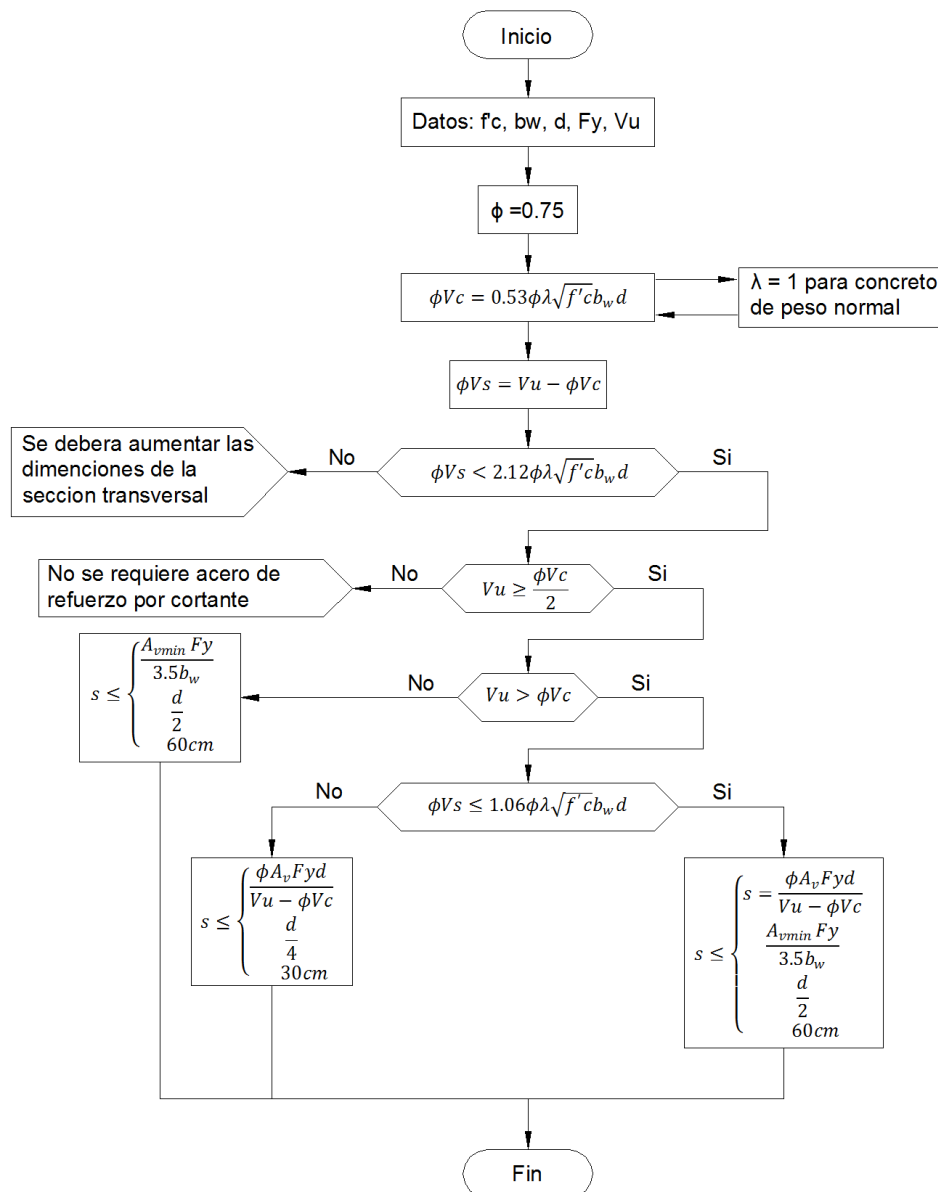 Inicio
Datos: f'c, bw, d, Fy, Vu
ϕ =0.75
ϕVc = 0.53ϕλ√f'c b_w d
λ = 1 para concreto
de peso normal
ϕVs = Vu − ϕVc
Se debera aumentar las
dimenciones de la
seccion transversal
No
ϕVs < 2.12ϕλ√f'c b_w d
Si
No se requiere acero de
refuerzo por cortante
No
Vu ≥ ϕVc/2
Si
s ≤ { A_vmin Fy / 3.5b_w
d/2
60cm
No
Vu > ϕVc
Si
No
ϕVs ≤ 1.06ϕλ√f'c b_w d
Si
s ≤ { ϕA_v Fyd / Vu − ϕVc
d/4
30cm
s ≤ { s = ϕA_v Fyd / Vu − ϕVc
A_vmin Fy / 3.5b_w
d/2
60cm
Fin